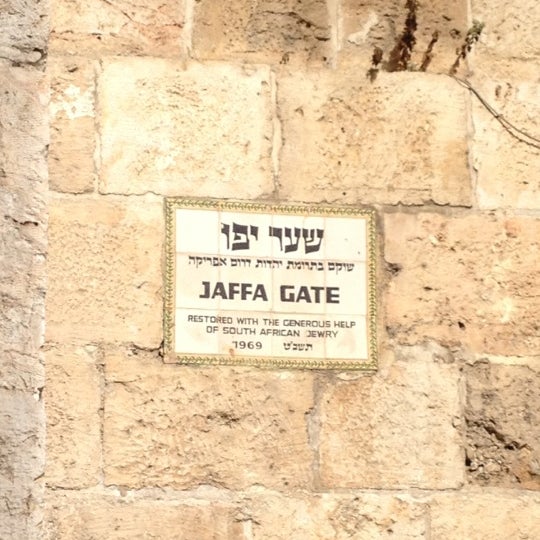 שער יפו
שוקם בתרומת יהדות דרום אפריקה
JAFFA GATE
RESTORED WITH THE GENEROUS HELP
OF SOUTH AFRICAN JEWRY
1969 תשכ"ט